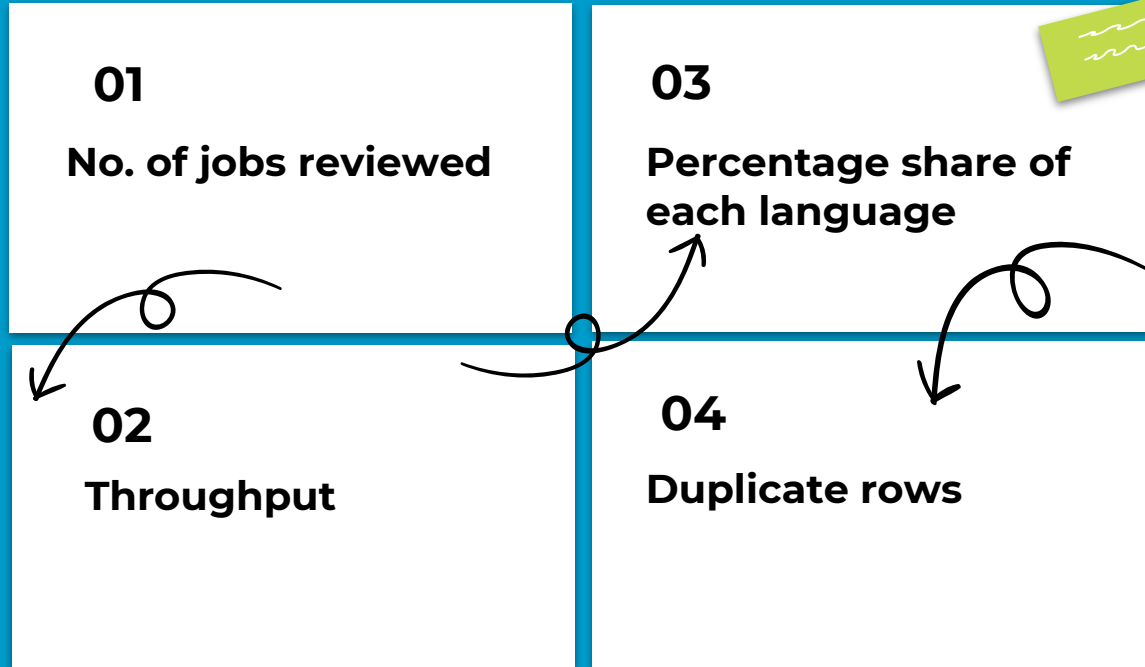 01
No. of jobs reviewed
02
Throughput
03
Percentage share of
each language
04
Duplicate rows